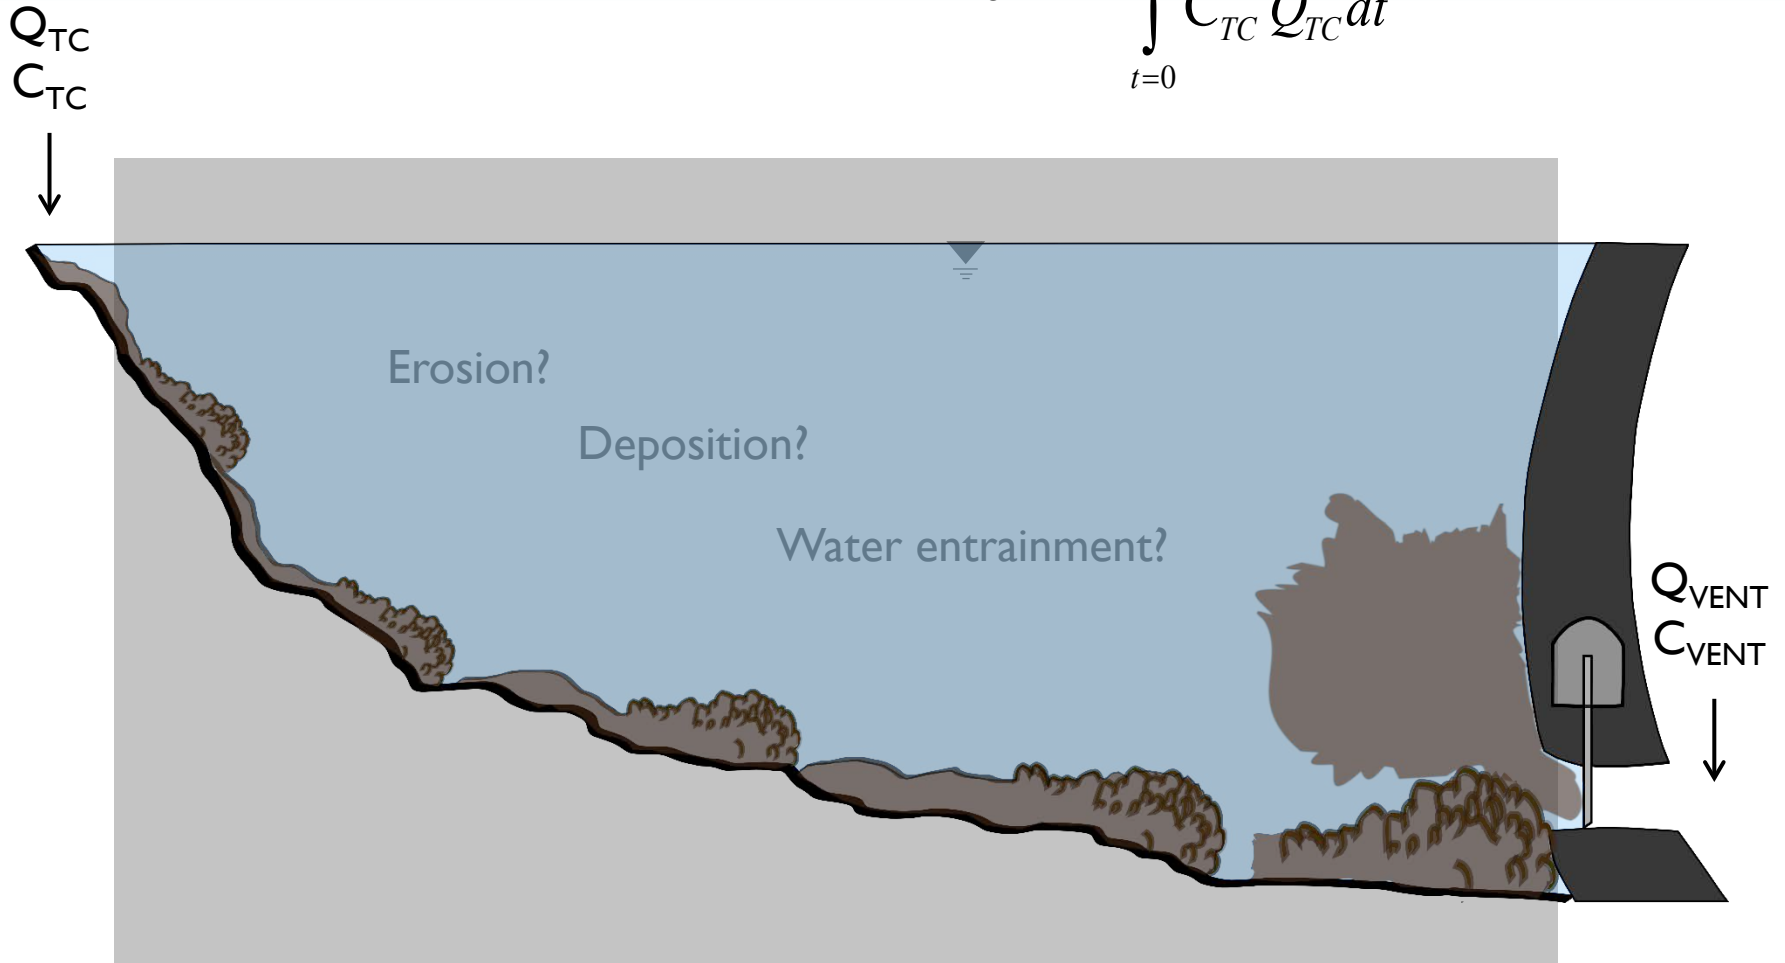 Q_TC
C_TC
∫ C_TC Q_TC dt
t=0
Erosion?
Deposition?
Water entrainment?
Q_VENT
C_VENT